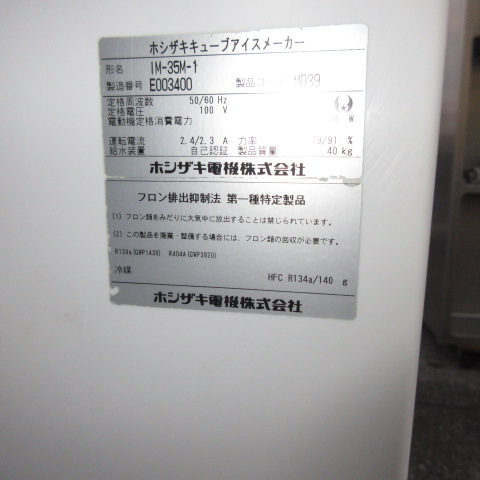 ホシザキキューブアイスメーカー
形名 IM-35M-1
製造番号 E003400 製品コード M039
定格周波数 50/60 Hz
定格電圧 100 V
電動機定格消費電力 W
運転電流 2.4/2.3 A 力率 79/91 %
給水装置 自己認証 製品質量 40 kg
ホシザキ電機株式会社
フロン排出抑制法 第一種特定製品
(1) フロン類をみだりに大気中に放出することは禁じられています。
(2) この製品を廃棄・整備する場合には、フロン類の回収が必要です。
R134a(GWP1430) R404A(GWP3920)
冷媒 HFC R134a/140 g
ホシザキ電機株式会社